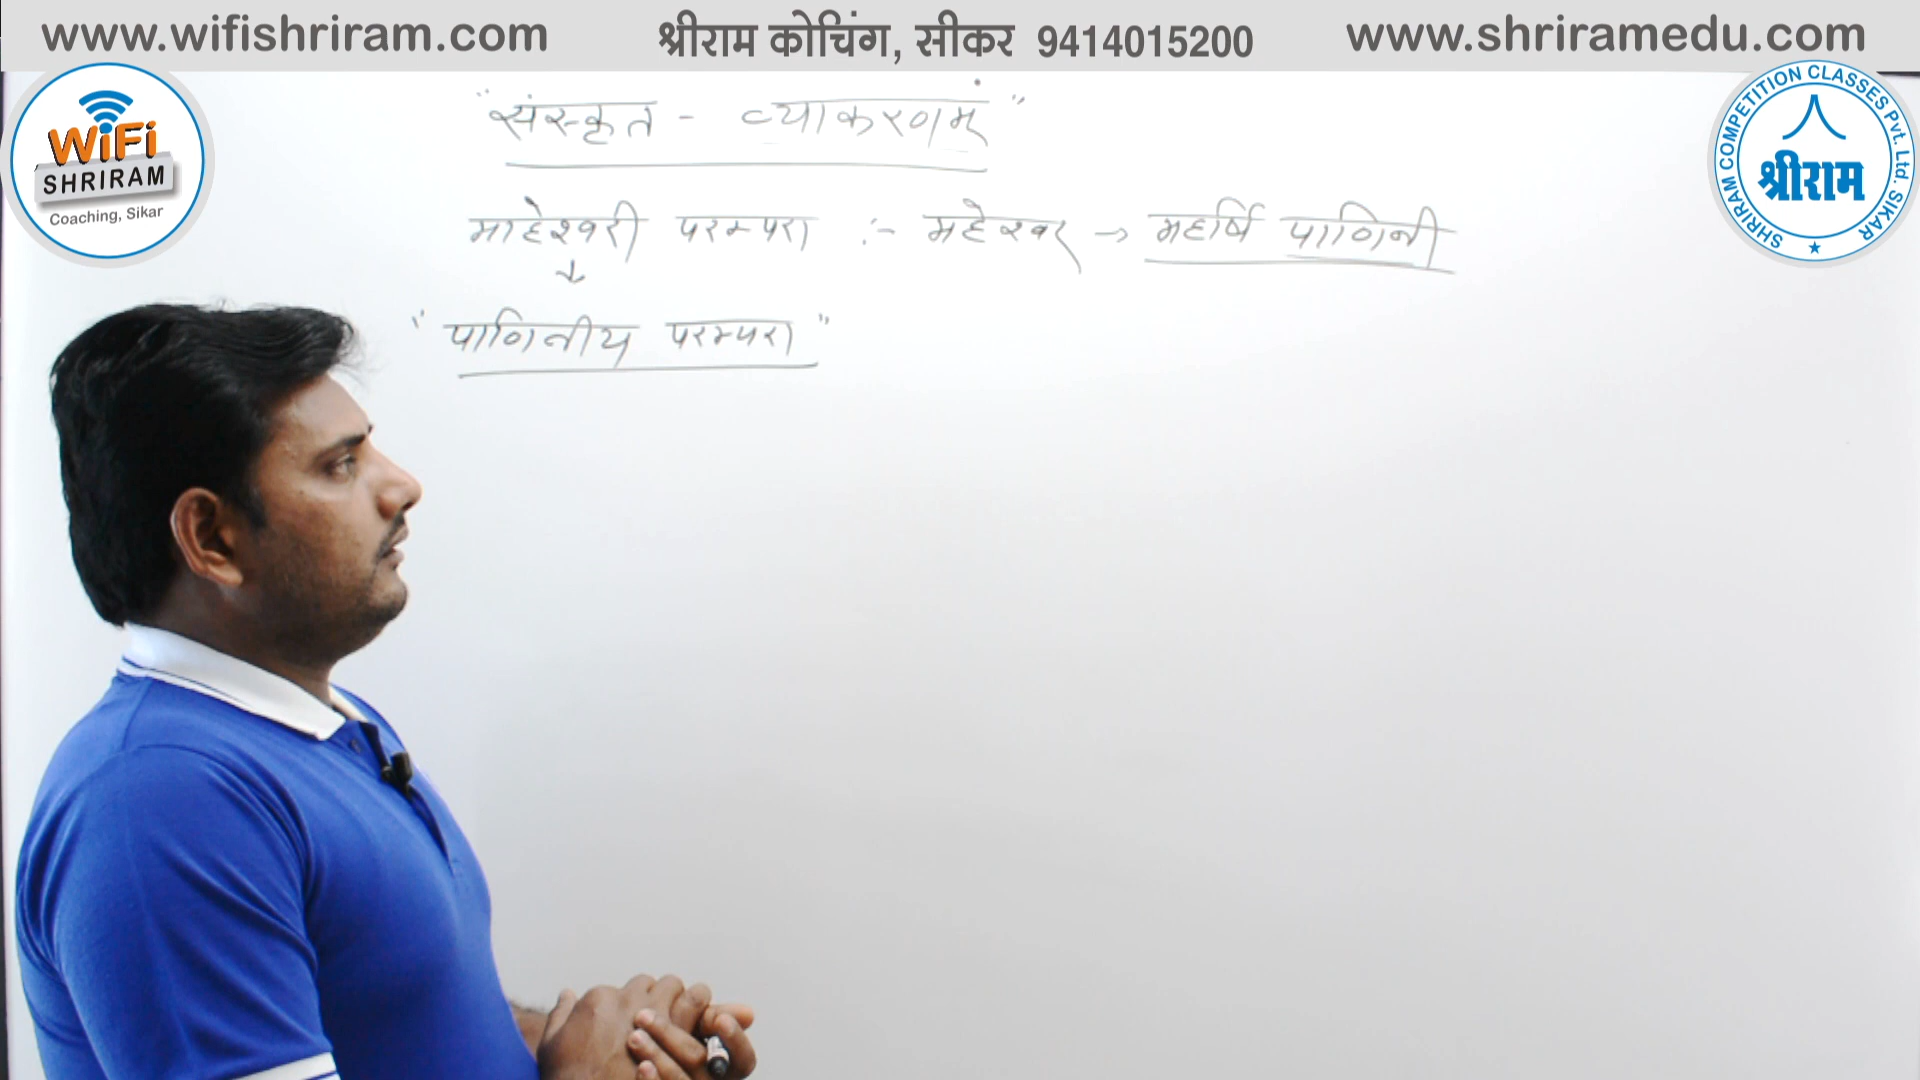 www.wifishriram.com श्रीराम कोचिंग, सीकर 9414015200 www.shriramedu.com
WiFi
SHRIRAM
Coaching, Sikar
SHRIRAM COMPETITION CLASSES Pvt. Ltd. SIKAR
श्रीराम
"संस्कृत - व्याकरणम्"
माहेश्वरी परम्परा :- महेश्वर → महर्षि पाणिनी
↓
"पाणिनीय परम्परा"